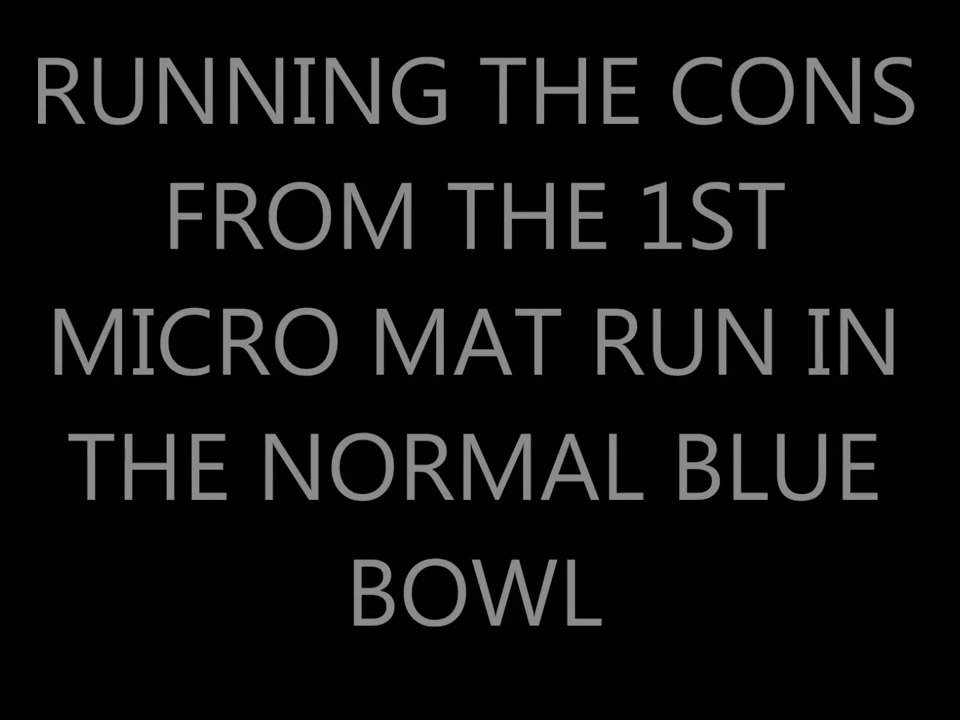 RUNNING THE CONS
FROM THE 1ST
MICRO MAT RUN IN
THE NORMAL BLUE
BOWL